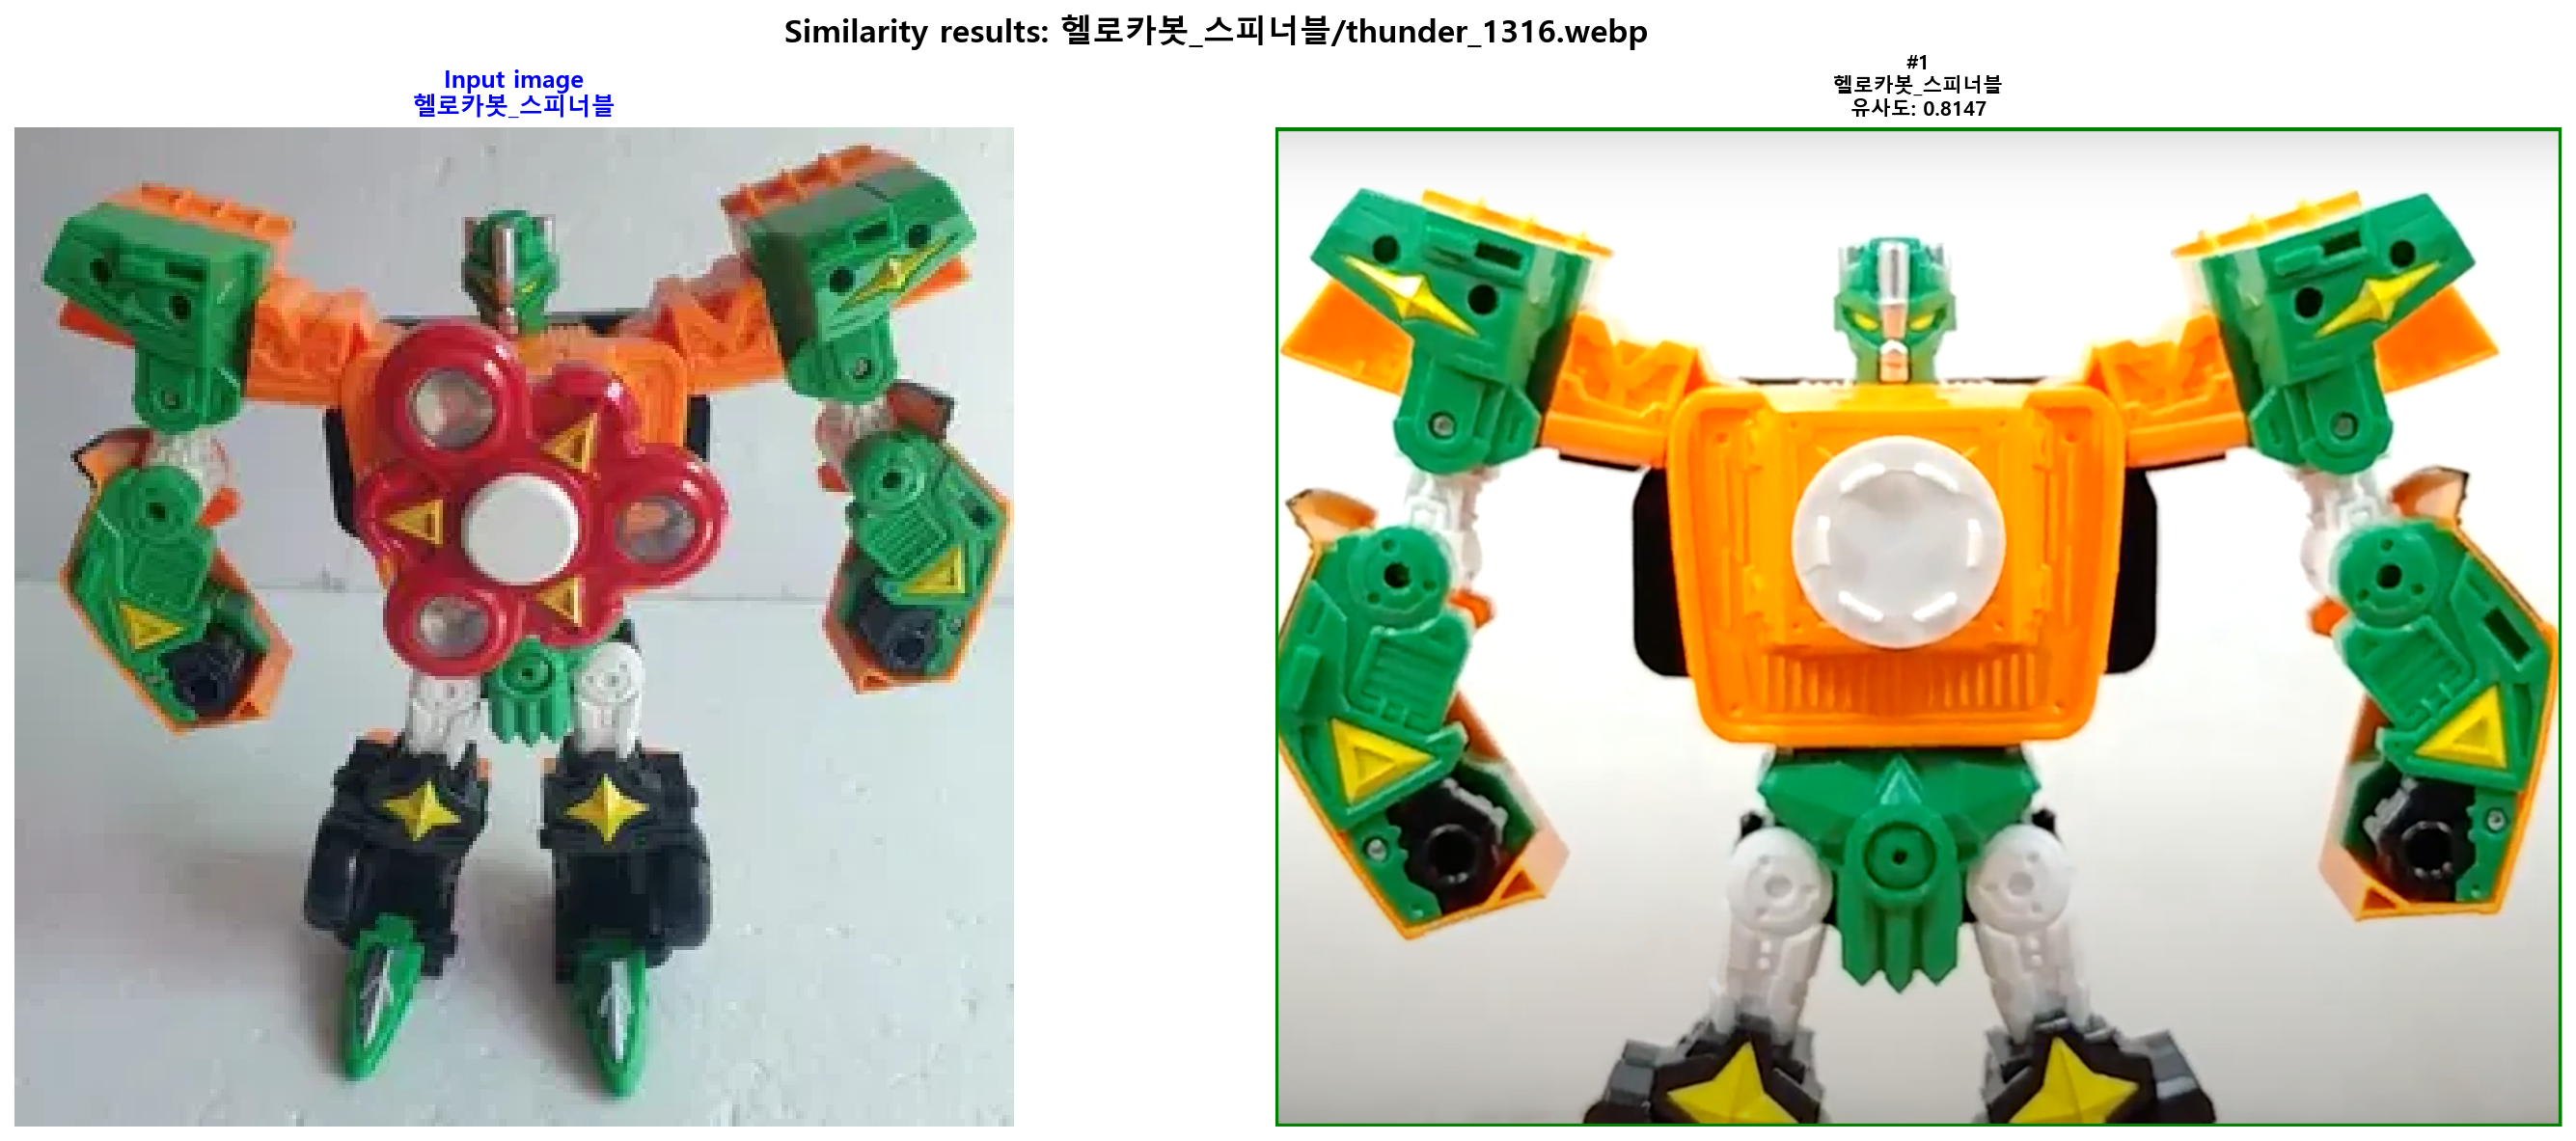 Similarity results: 헬로카봇_스피너블/thunder_1316.webp
Input image
헬로카봇_스피너블
#1
헬로카봇_스피너블
유사도: 0.8147